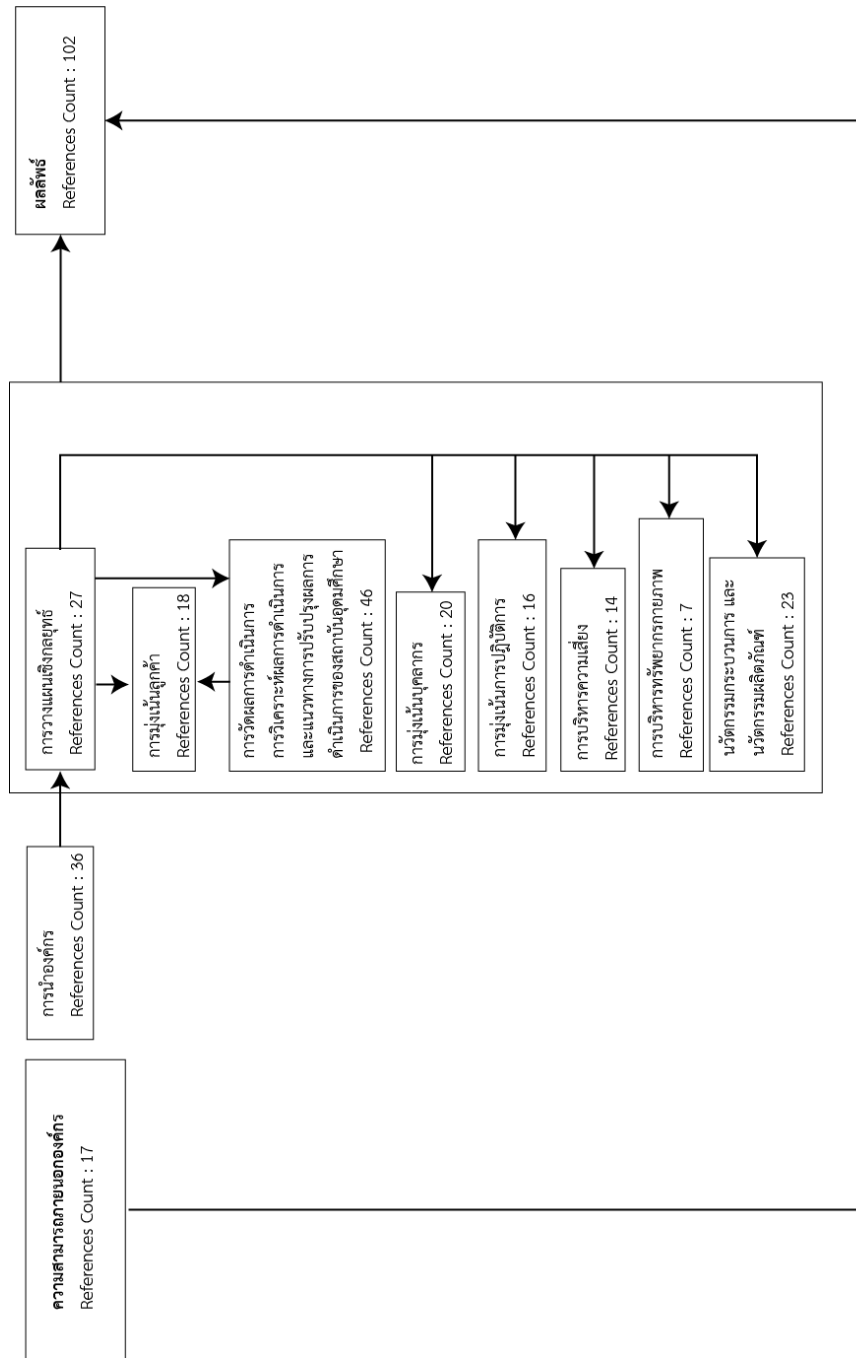 ความสามารถภายนอกองค์กร
References Count : 17
การนำองค์กร
References Count : 36
การวางแผนเชิงกลยุทธ์
References Count : 27
การมุ่งเน้นลูกค้า
References Count : 18
การวัดผลการดำเนินการ
การวิเคราะห์ผลการดำเนินการ
และแนวทางการปรับปรุงผลการ
ดำเนินการของสถาบันอุดมศึกษา
References Count : 46
การมุ่งเน้นบุคลากร
References Count : 20
การมุ่งเน้นการปฏิบัติการ
References Count : 16
การบริหารความเสี่ยง
References Count : 14
การบริหารทรัพยากรกายภาพ
References Count : 7
นวัตกรรมกระบวนการ และ
นวัตกรรมผลิตภัณฑ์
References Count : 23
ผลลัพธ์
References Count : 102